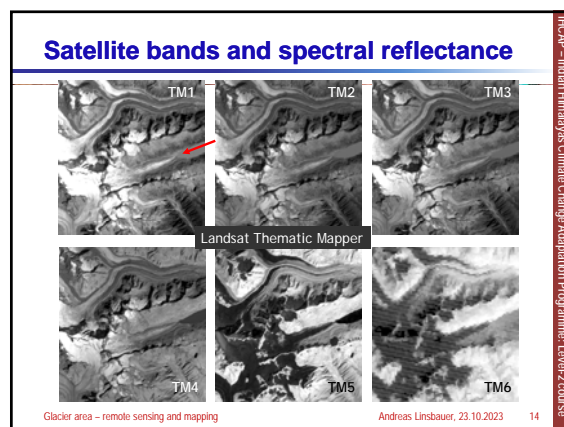 Satellite bands and spectral reflectance
TM1
TM2
TM3
Landsat Thematic Mapper
TM4
TM5
TM6
Glacier area – remote sensing and mapping
Andreas Linsbauer, 23.10.2023
14
IHCAP – Indian Himalayas Climate Change Adaptation Programme: Level-2 course